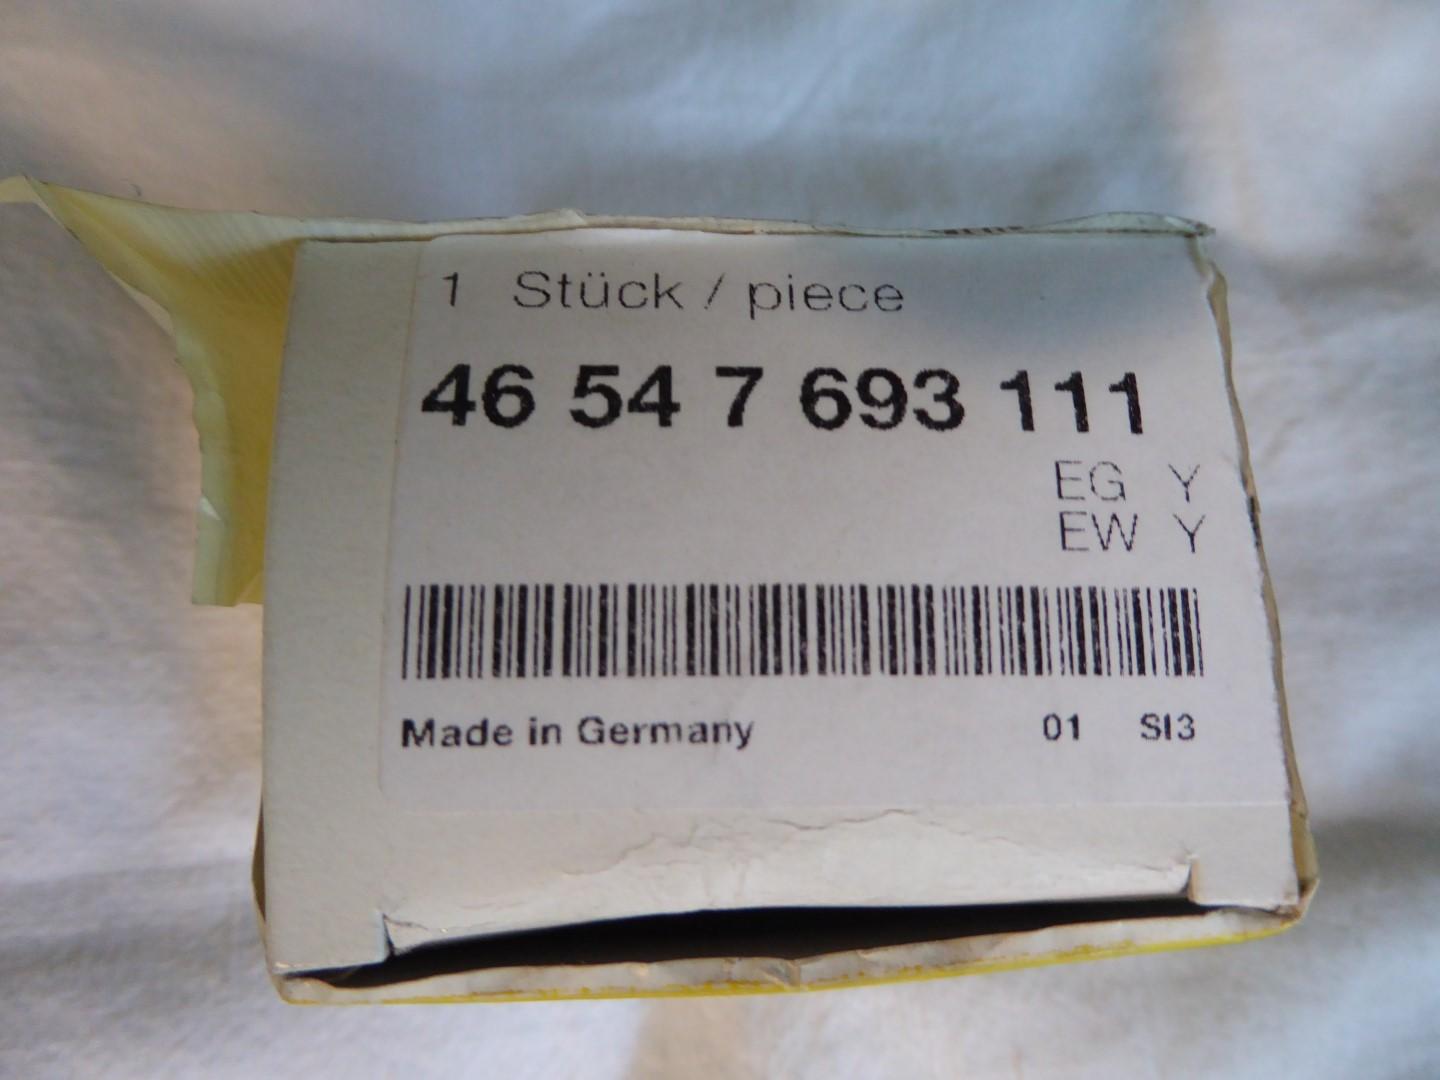 1 Stück / piece
46 54 7 693 111
EG Y
EW Y
Made in Germany 01 SI3